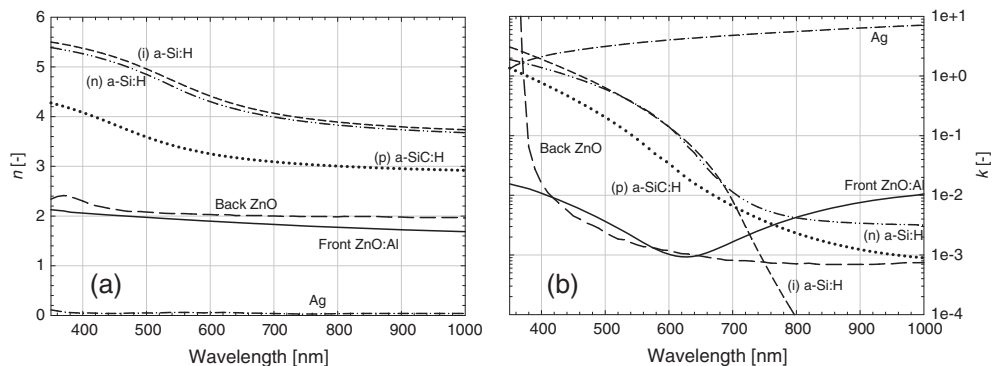 6
5
4
3
2
1
0
n [-]
(i) a-Si:H
(n) a-Si:H
(p) a-SiC:H
Back ZnO
Front ZnO:Al
(a)
Ag
400 500 600 700 800 900 1000
Wavelength [nm]
1e+1
1e+0
1e-1
1e-2
1e-3
1e-4
k [-]
Ag
Back ZnO
(p) a-SiC:H
Front ZnO:Al
(n) a-Si:H
(i) a-Si:H
(b)
400 500 600 700 800 900 1000
Wavelength [nm]